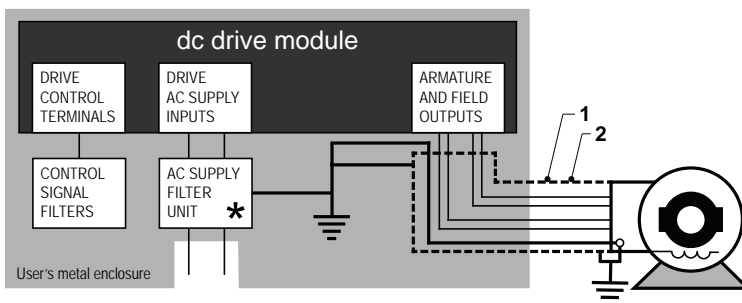 dc drive module
DRIVE
CONTROL
TERMINALS
DRIVE
AC SUPPLY
INPUTS
ARMATURE
AND FIELD
OUTPUTS
1
2
CONTROL
SIGNAL
FILTERS
AC SUPPLY
FILTER
UNIT *
User's metal enclosure